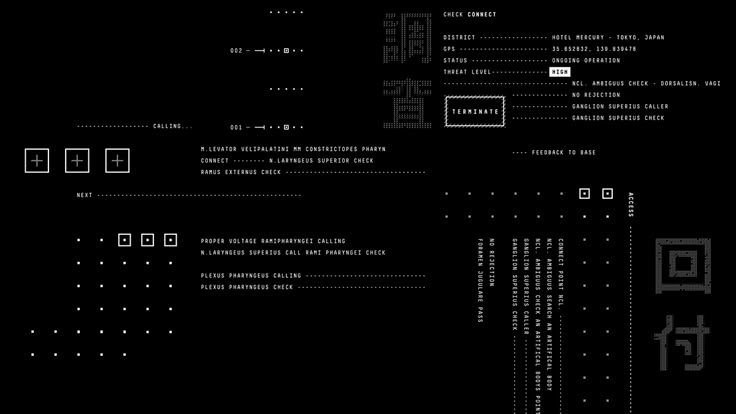 CHECK CONNECT
DISTRICT ----------------- HOTEL MERCURY - TOKYO, JAPAN
GPS ---------------------- 35.652832, 139.839478
STATUS ------------------- ONGOING OPERATION
THREAT LEVEL-------------- HIGH
------------------------------- NCL. AMBIGUUS CHECK - DORSALISN. VAGI
-------------------- NO REJECTION
-------------------- GANGLION SUPERIUS CALLER
-------------------- GANGLION SUPERIUS CHECK
TERMINATE
調
査
002 —
001 —
------------------ CALLING...
M.LEVATOR VELIPALATINI MM CONSTRICTOPES PHARYN
CONNECT -------- N.LARYNGEUS SUPERIOR CHECK
RAMUS EXTERNUS CHECK -----------------------------------
---- FEEDBACK TO BASE
NEXT ---------------------------------------------------
PROPER VOLTAGE RAMIPHARYNGEI CALLING
N.LARYNGEUS SUPERIUS CALL RAMI PHARYNGEI CHECK
PLEXUS PHARYNGEUS CALLING ------------------------------
PLEXUS PHARYNGEUS CHECK --------------------------------
ACCESS
CONNECT POINT NCL
NCL. AMBIGUUS SEARCH AN ARTIFICAL BODY
NCL. AMBIGUUS CHECK AN ARTIFICAL BODYS POINT
GANGLION SUPERIUS CALLER
GANGLION SUPERIUS CHECK
NO REJECTION
FORAMEN JUGULARE PASS
回
付